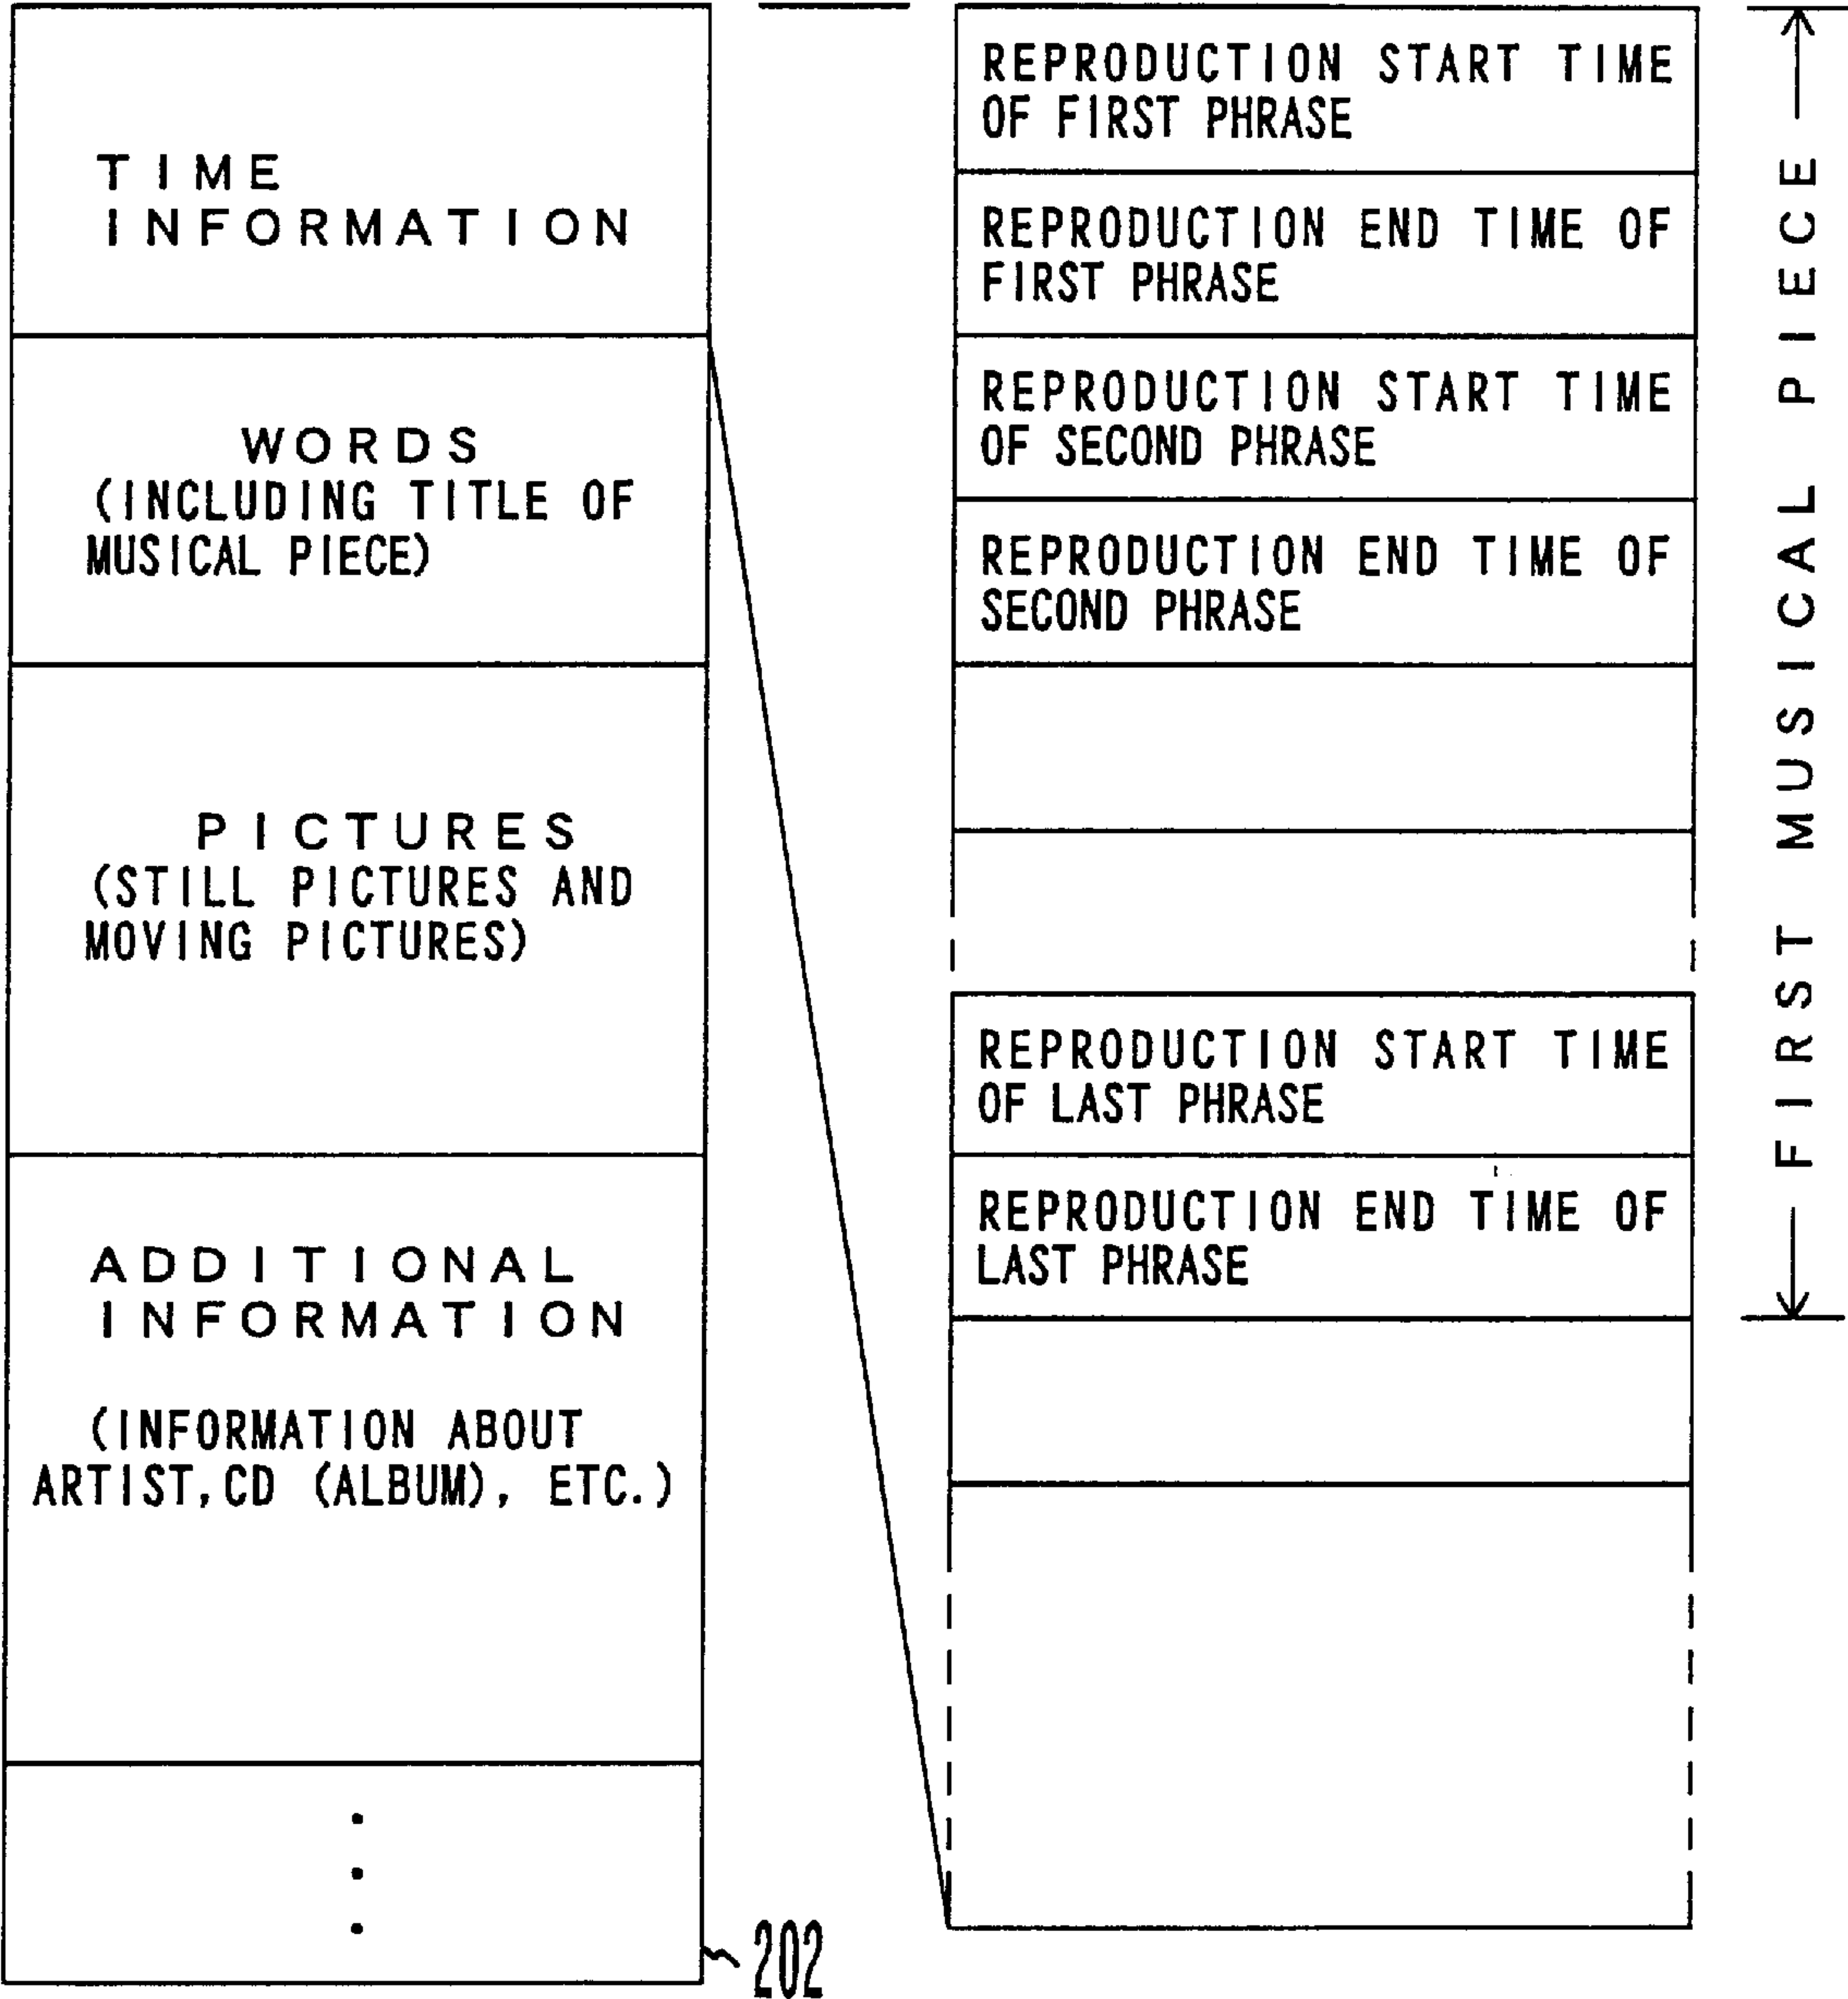 TIME
INFORMATION
WORDS
(INCLUDING TITLE OF
MUSICAL PIECE)
PICTURES
(STILL PICTURES AND
MOVING PICTURES)
ADDITIONAL
INFORMATION
(INFORMATION ABOUT
ARTIST, CD (ALBUM), ETC.)
202
REPRODUCTION START TIME
OF FIRST PHRASE
REPRODUCTION END TIME OF
FIRST PHRASE
REPRODUCTION START TIME
OF SECOND PHRASE
REPRODUCTION END TIME OF
SECOND PHRASE
REPRODUCTION START TIME
OF LAST PHRASE
REPRODUCTION END TIME OF
LAST PHRASE
FIRST MUSICAL PIECE